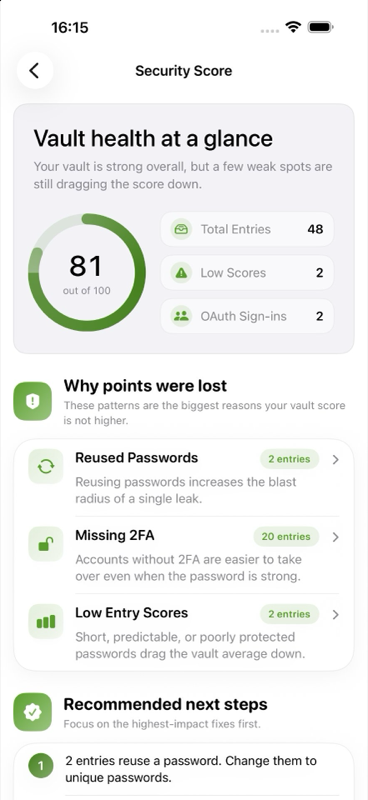 16:15
Security Score
Vault health at a glance
Your vault is strong overall, but a few weak spots are
still dragging the score down.
81
out of 100
Total Entries 48
Low Scores 2
OAuth Sign-ins 2
Why points were lost
These patterns are the biggest reasons your vault score
is not higher.
Reused Passwords 2 entries
Reusing passwords increases the blast
radius of a single leak.
Missing 2FA 20 entries
Accounts without 2FA are easier to take
over even when the password is strong.
Low Entry Scores 2 entries
Short, predictable, or poorly protected
passwords drag the vault average down.
Recommended next steps
Focus on the highest-impact fixes first.
1 2 entries reuse a password. Change them to
unique passwords.